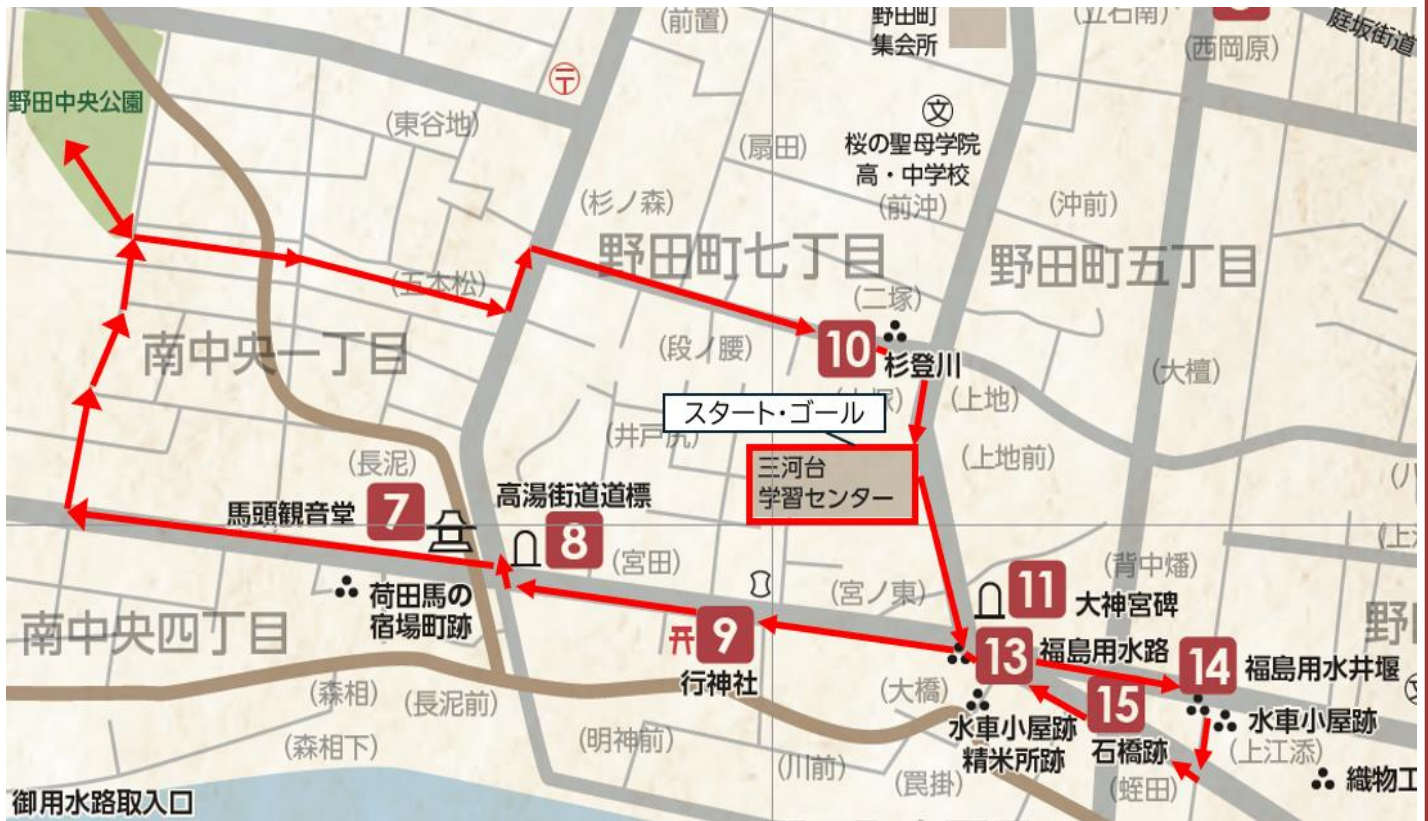 (前置)
野田町
集会所
(立石南)
庭坂街道
(西岡原)
〒
野田中央公園
(東谷地)
文
桜の聖母学院
高・中学校
(扇田)
(前沖)
(沖前)
(杉ノ森)
野田町七丁目
野田町五丁目
(五本松)
(二塚)
南中央一丁目
(段ノ腰)
10
杉登川
(大檀)
スタート・ゴール
(上地)
(井戸尻)
(上地前)
三河台
学習センター
(長泥)
馬頭観音堂
7
高湯街道道標
8
(宮田)
(背中燔)
荷田馬の
宿場町跡
(宮ノ東)
11
大神宮碑
南中央四丁目
9
行神社
13
福島用水路
14
福島用水井堰
(森相)
(長泥前)
(大橋)
15
石橋跡
水車小屋跡
精米所跡
水車小屋跡
(上江添)
(森相下)
(明神前)
(川前)
(罠掛)
(蛭田)
織物工
御用水路取入口